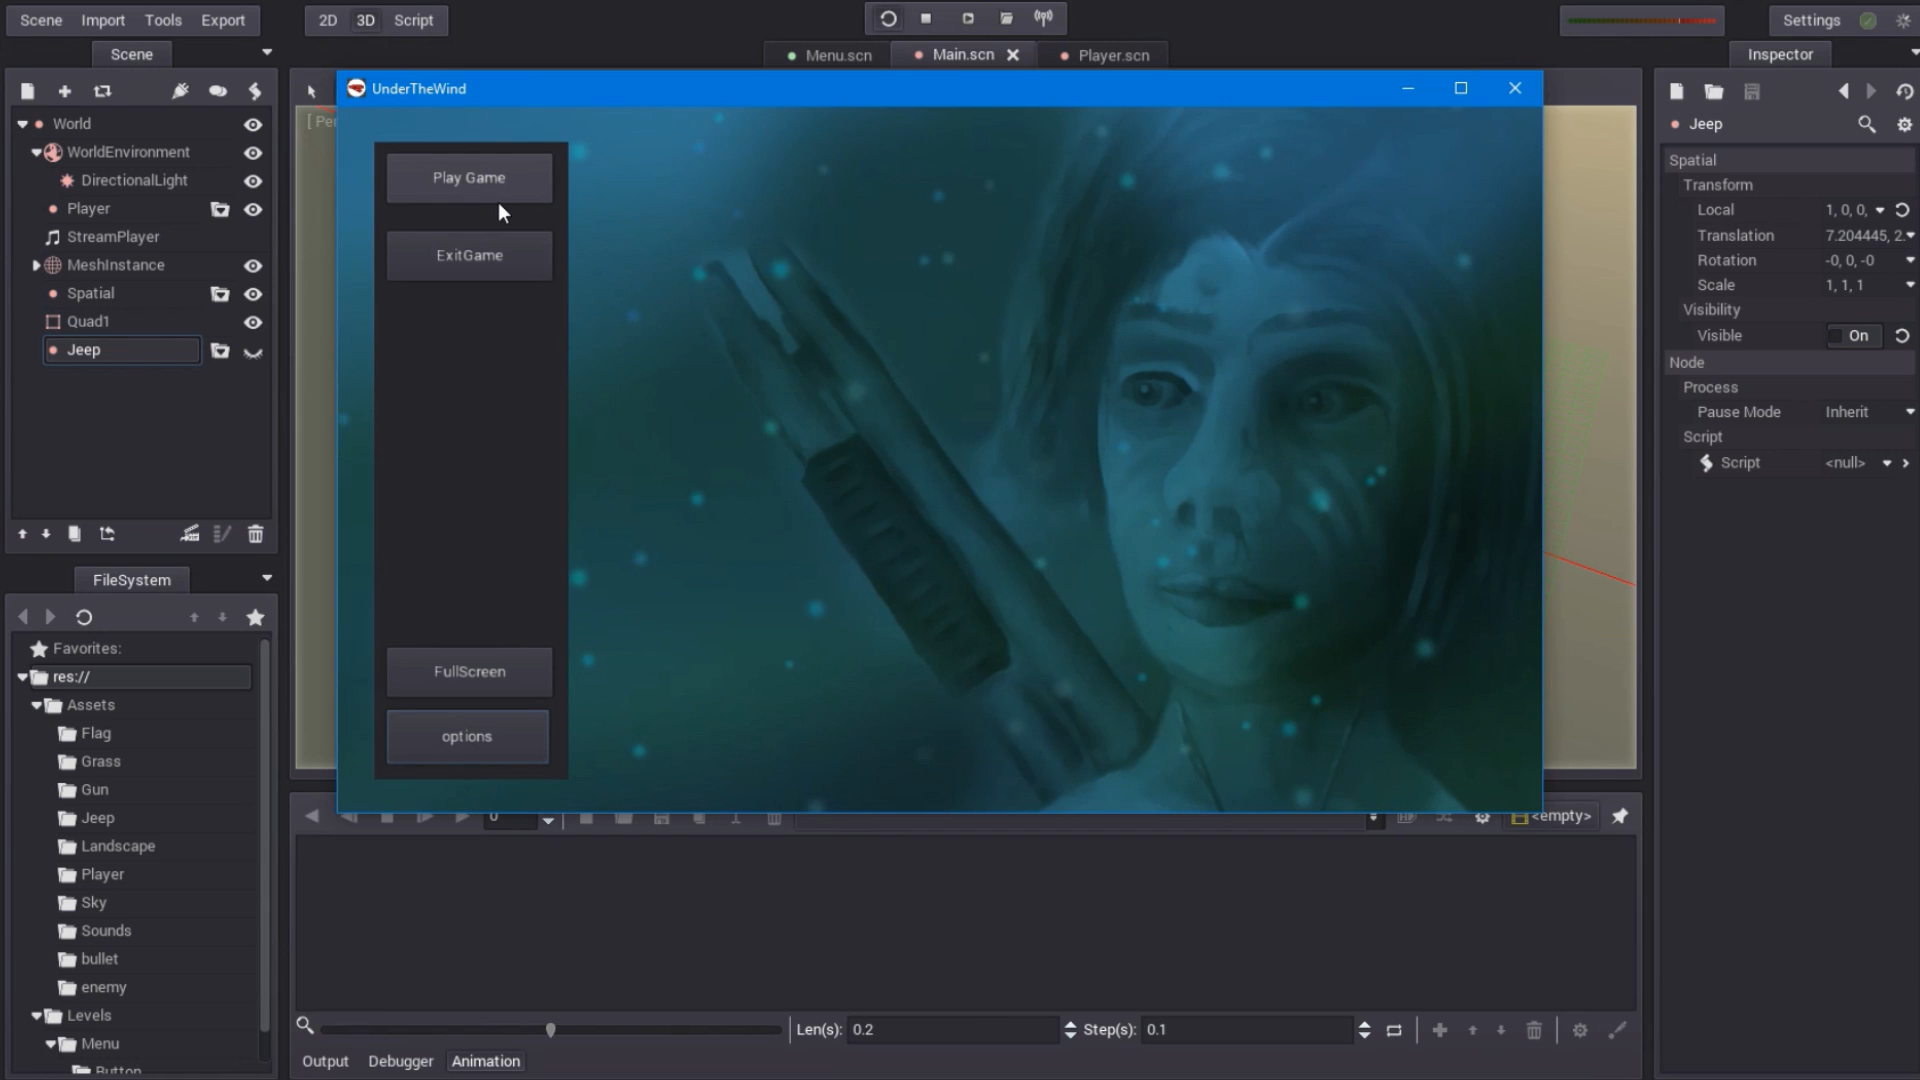 Scene Import Tools Export
2D 3D Script
Settings
Scene
Menu.scn
Main.scn
Player.scn
Inspector
World
WorldEnvironment
DirectionalLight
Player
StreamPlayer
MeshInstance
Spatial
Quad1
Jeep
UnderTheWind
Play Game
ExitGame
FullScreen
options
Jeep
Spatial
Transform
Local 1, 0, 0,
Translation 7.204445, 2.
Rotation -0, 0, -0
Scale 1, 1, 1
Visibility
Visible On
Node
Process
Pause Mode Inherit
Script
Script <null>
FileSystem
Favorites:
res://
Assets
Flag
Grass
Gun
Jeep
Landscape
Player
Sky
Sounds
bullet
enemy
Levels
Menu
Button
0
<empty>
Len(s): 0.2
Step(s): 0.1
Output Debugger Animation